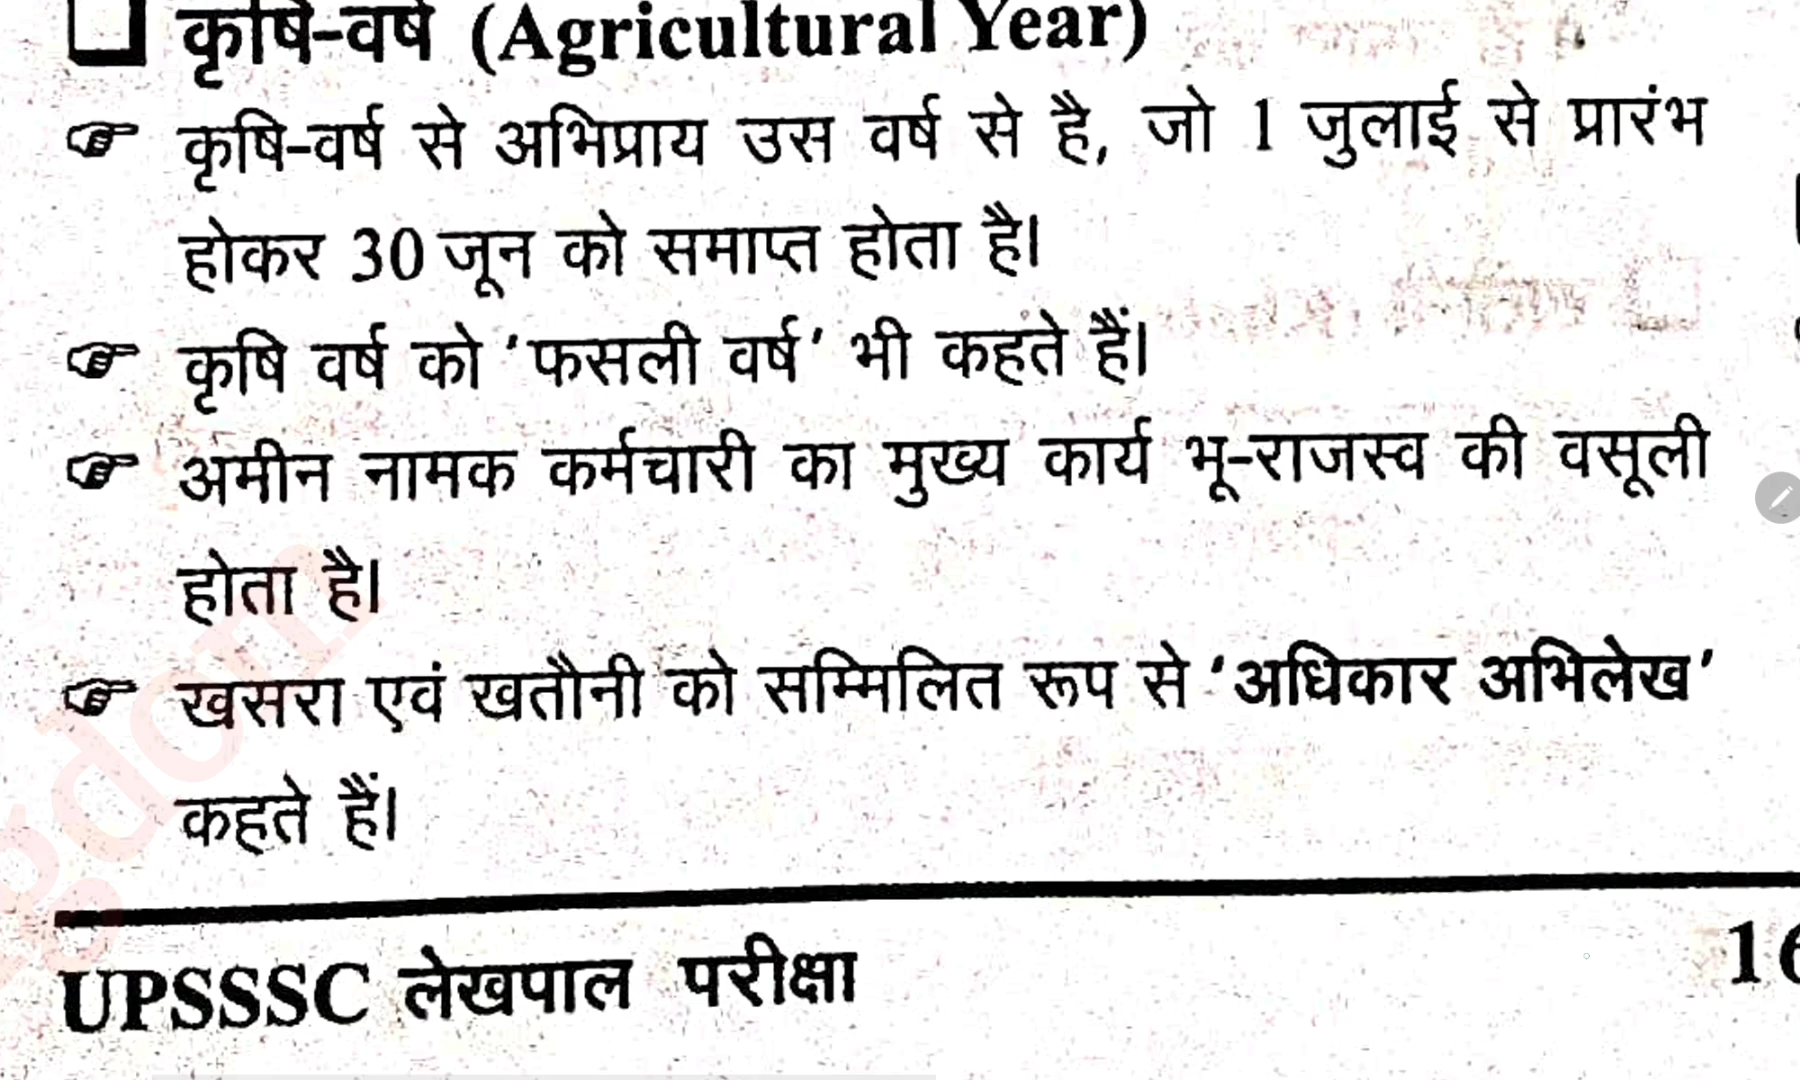 कृषि-वर्ष (Agricultural Year)
कृषि-वर्ष से अभिप्राय उस वर्ष से है, जो 1 जुलाई से प्रारंभ
होकर 30 जून को समाप्त होता है।
कृषि वर्ष को 'फसली वर्ष' भी कहते हैं।
अमीन नामक कर्मचारी का मुख्य कार्य भू-राजस्व की वसूली
होता है।
खसरा एवं खतौनी को सम्मिलित रूप से 'अधिकार अभिलेख'
कहते हैं।
UPSSSC लेखपाल परीक्षा